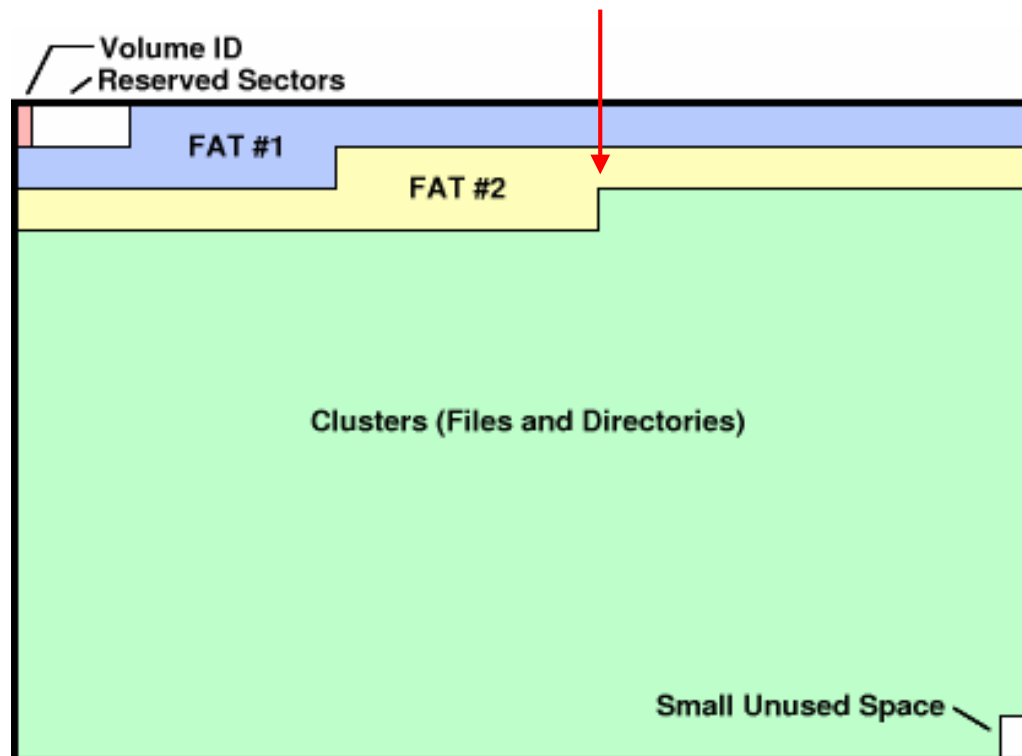 Volume ID
Reserved Sectors
FAT #1
FAT #2
Clusters (Files and Directories)
Small Unused Space